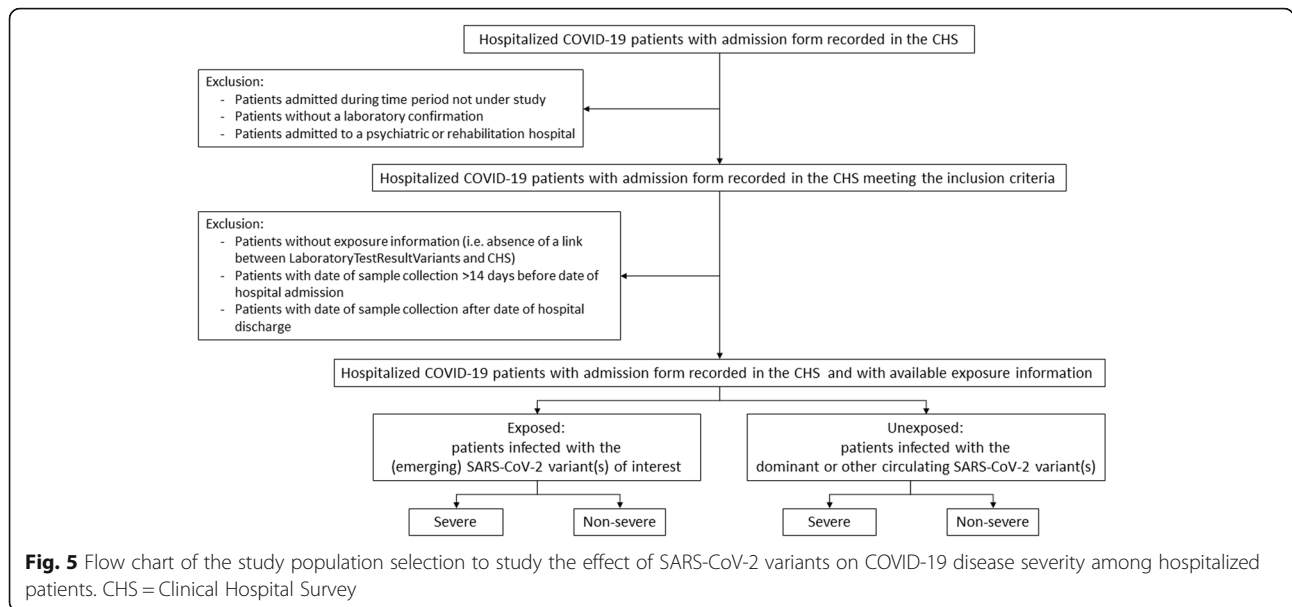 Hospitalized COVID-19 patients with admission form recorded in the CHS
Exclusion:
- Patients admitted during time period not under study
- Patients without a laboratory confirmation
- Patients admitted to a psychiatric or rehabilitation hospital
Hospitalized COVID-19 patients with admission form recorded in the CHS meeting the inclusion criteria
Exclusion:
- Patients without exposure information (i.e. absence of a link
between LaboratoryTestResultVariants and CHS)
- Patients with date of sample collection >14 days before date of
hospital admission
- Patients with date of sample collection after date of hospital
discharge
Hospitalized COVID-19 patients with admission form recorded in the CHS and with available exposure information
Exposed:
patients infected with the
(emerging) SARS-CoV-2 variant(s) of interest
Unexposed:
patients infected with the
dominant or other circulating SARS-CoV-2 variant(s)
Severe
Non-severe
Severe
Non-severe
Fig. 5 Flow chart of the study population selection to study the effect of SARS-CoV-2 variants on COVID-19 disease severity among hospitalized
patients. CHS = Clinical Hospital Survey